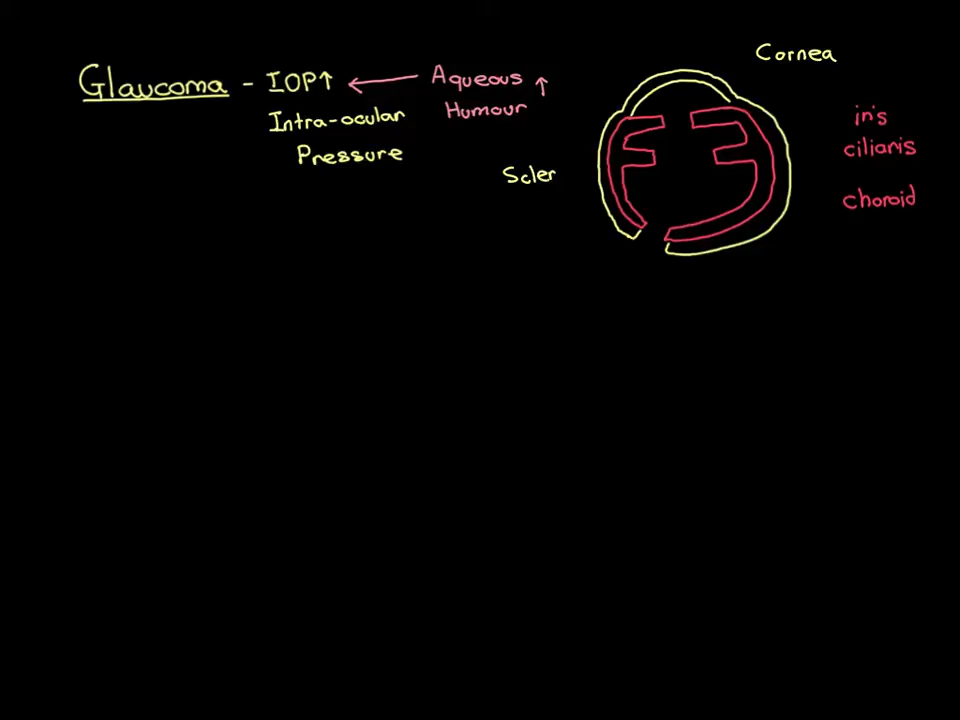 Glaucoma - IOP↑ ← Aqueous ↑
Humour
Intra-ocular
Pressure
Cornea
iris
ciliaris
choroid
Scler